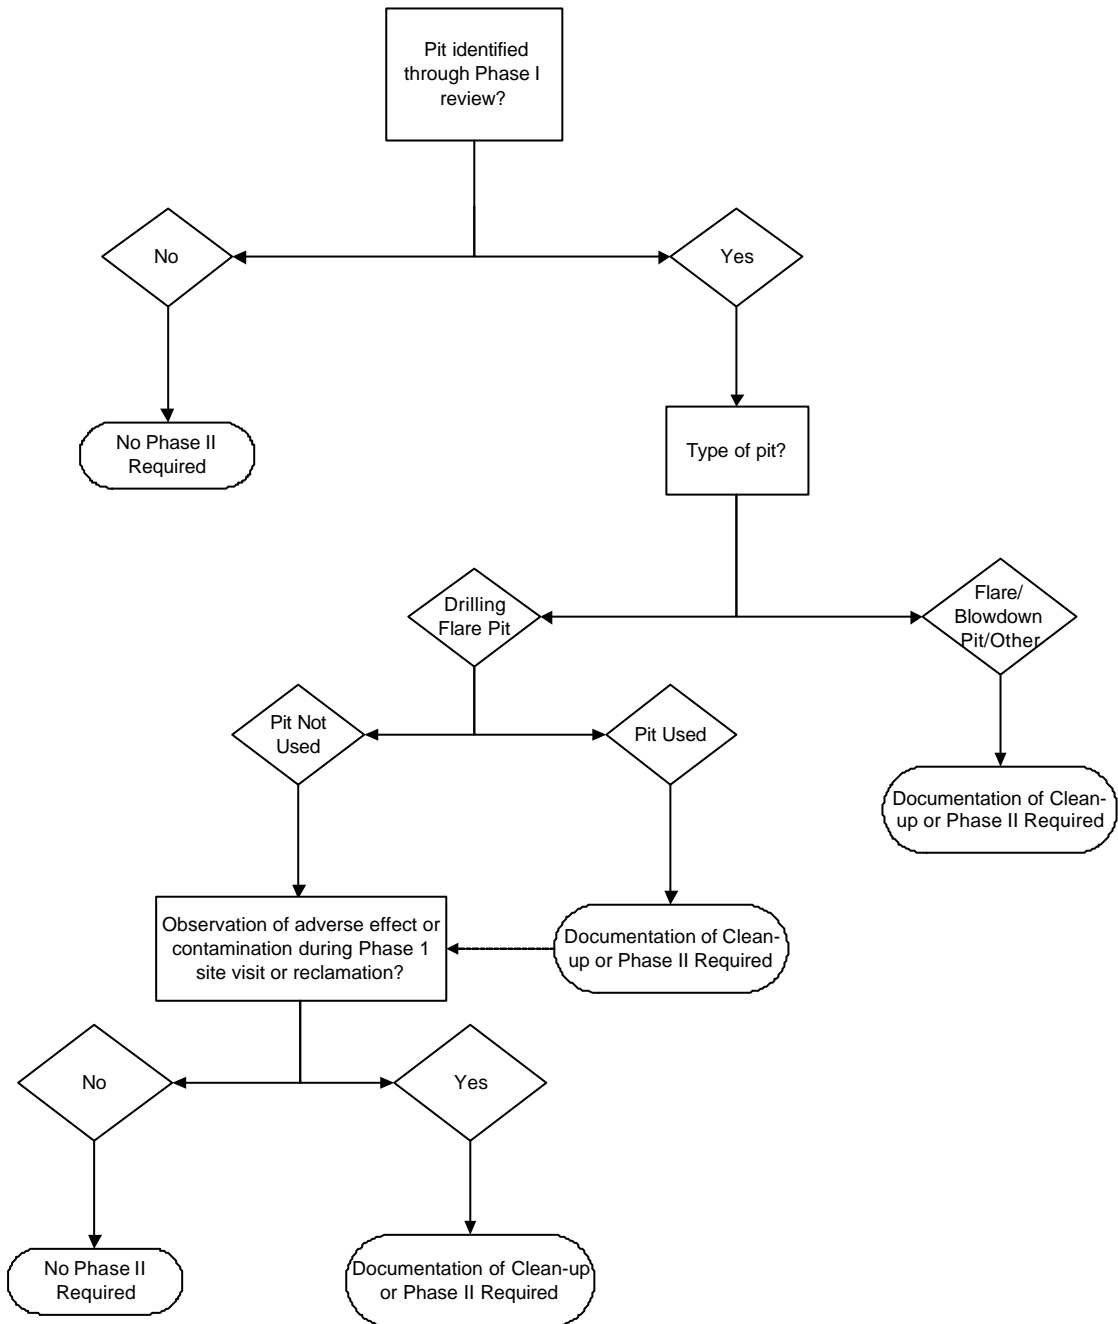 Pit identified
through Phase I
review?
No
Yes
No Phase II
Required
Type of pit?
Drilling
Flare Pit
Flare/
Blowdown
Pit/Other
Pit Not
Used
Pit Used
Documentation of Clean-
up or Phase II Required
Observation of adverse effect or
contamination during Phase 1
site visit or reclamation?
Documentation of Clean-
up or Phase II Required
No
Yes
No Phase II
Required
Documentation of Clean-up
or Phase II Required